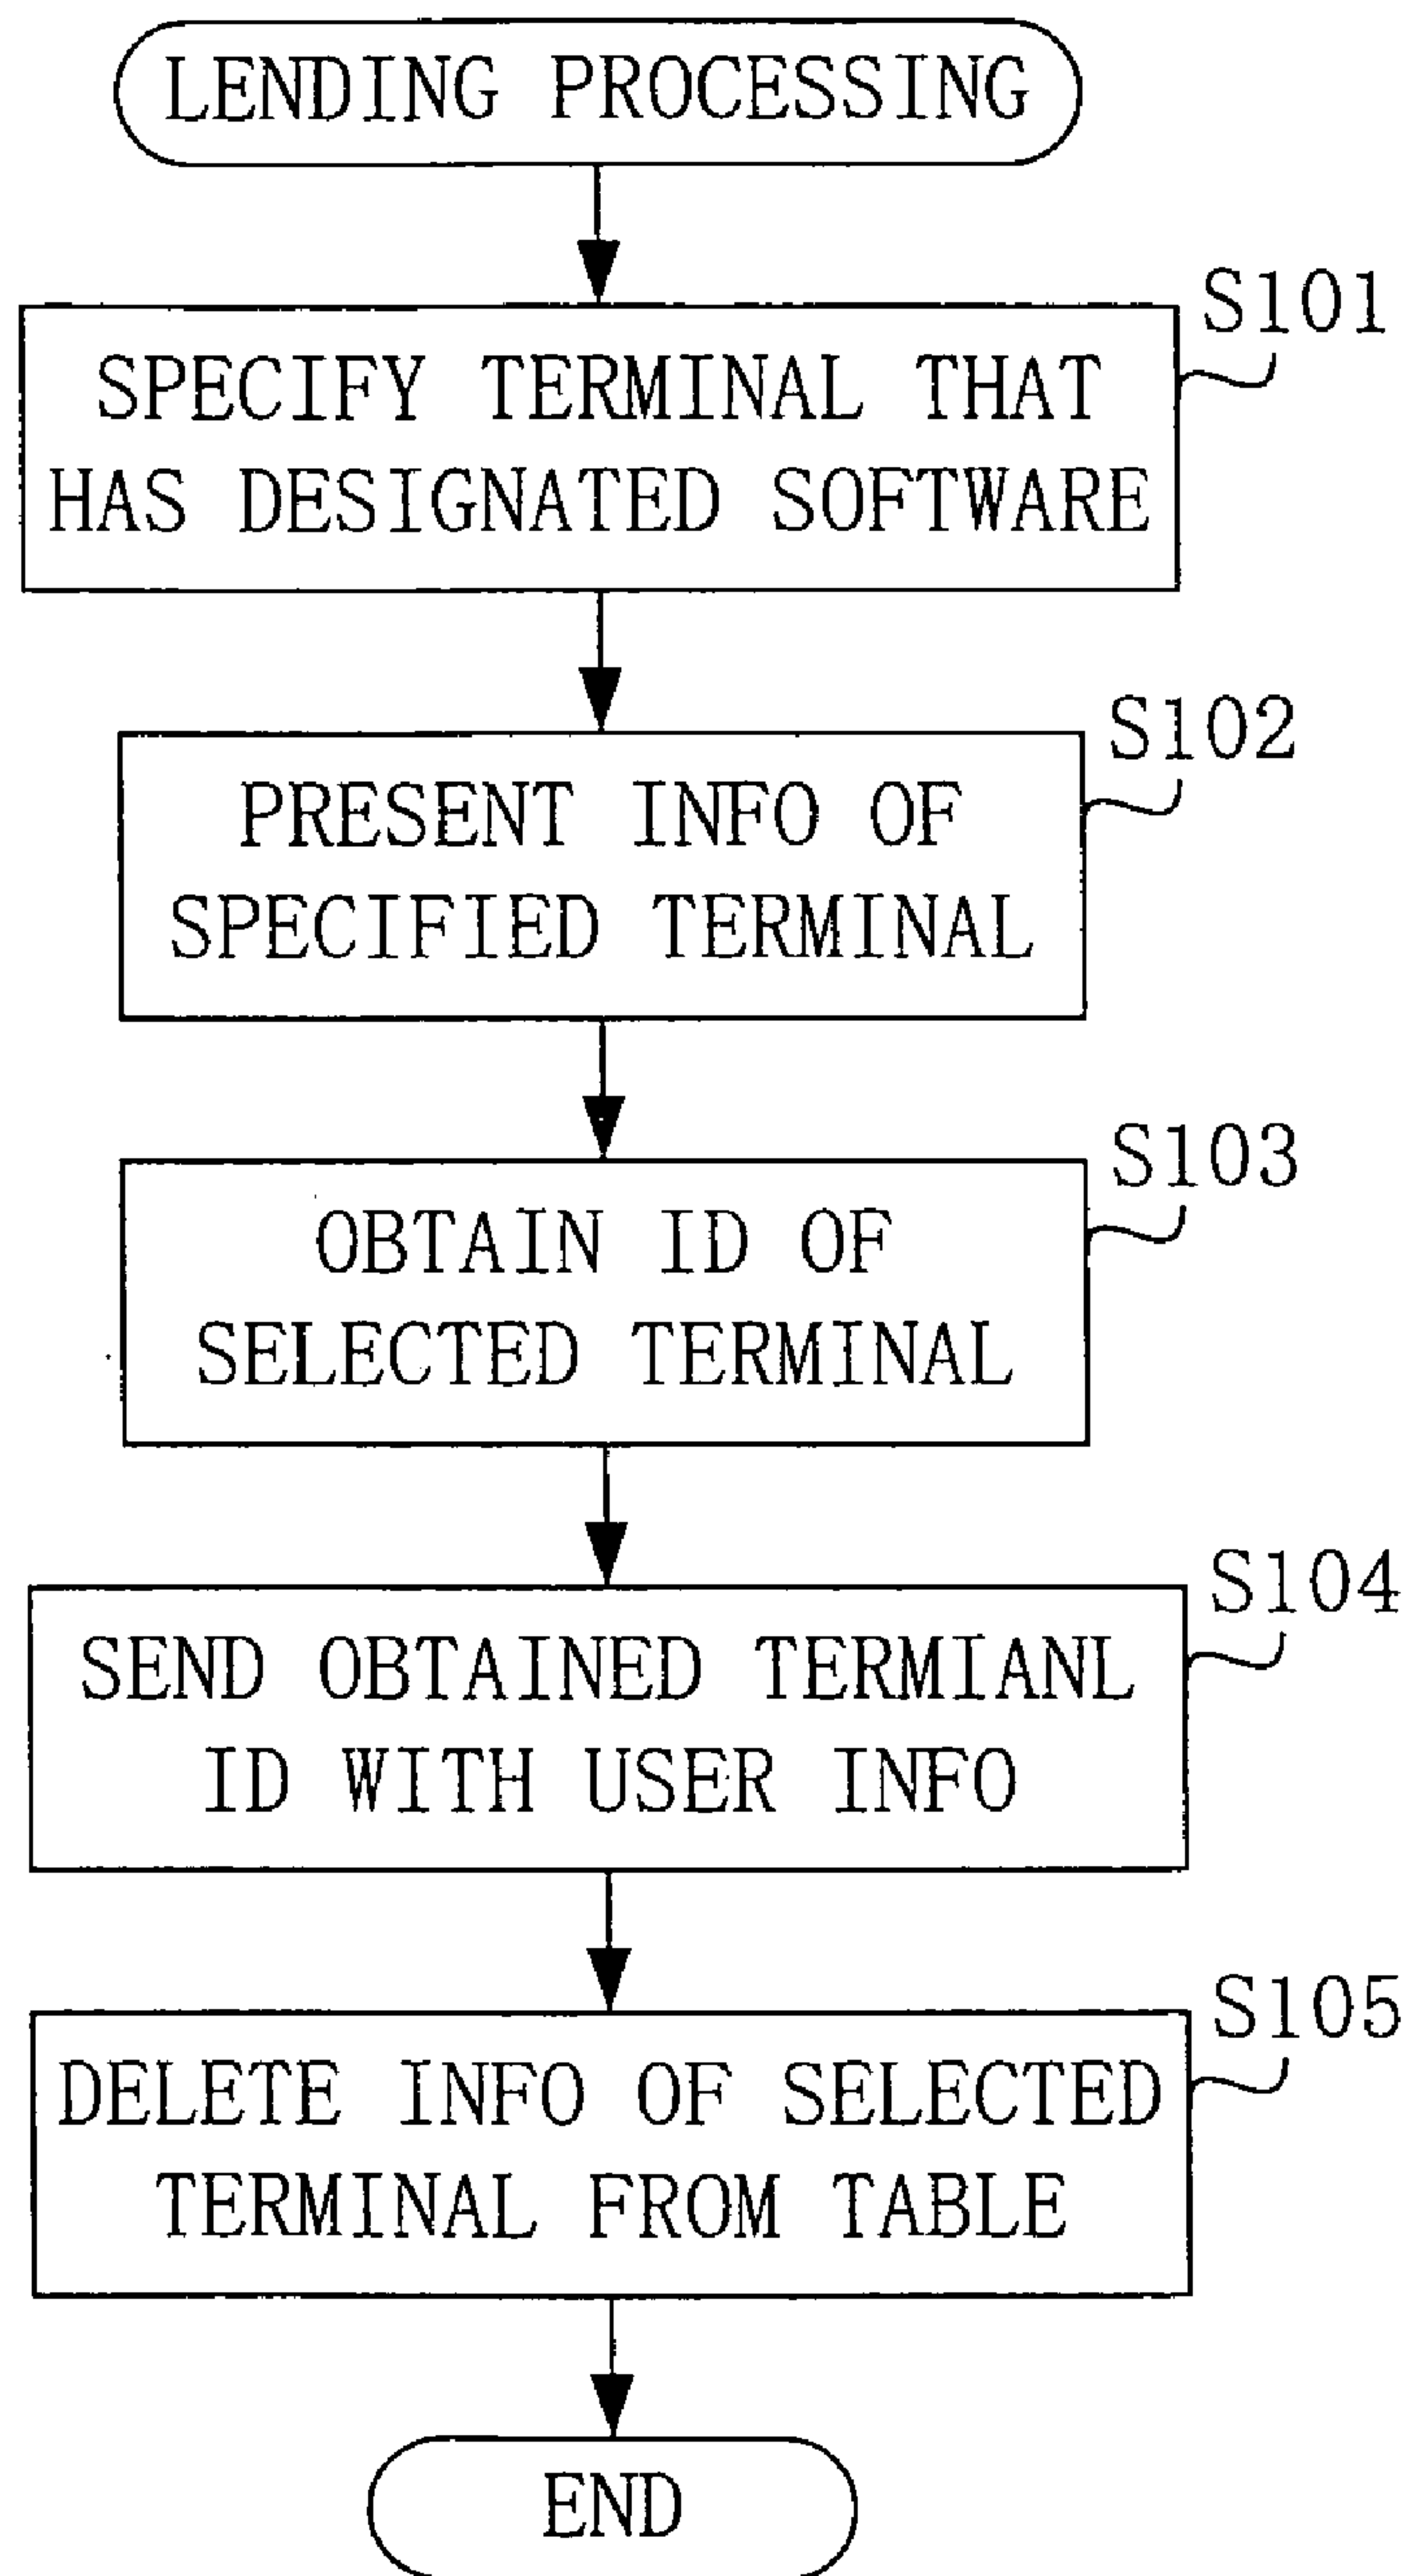 LENDING PROCESSING
S101
SPECIFY TERMINAL THAT
HAS DESIGNATED SOFTWARE
S102
PRESENT INFO OF
SPECIFIED TERMINAL
S103
OBTAIN ID OF
SELECTED TERMINAL
S104
SEND OBTAINED TERMIANL
ID WITH USER INFO
S105
DELETE INFO OF SELECTED
TERMINAL FROM TABLE
END